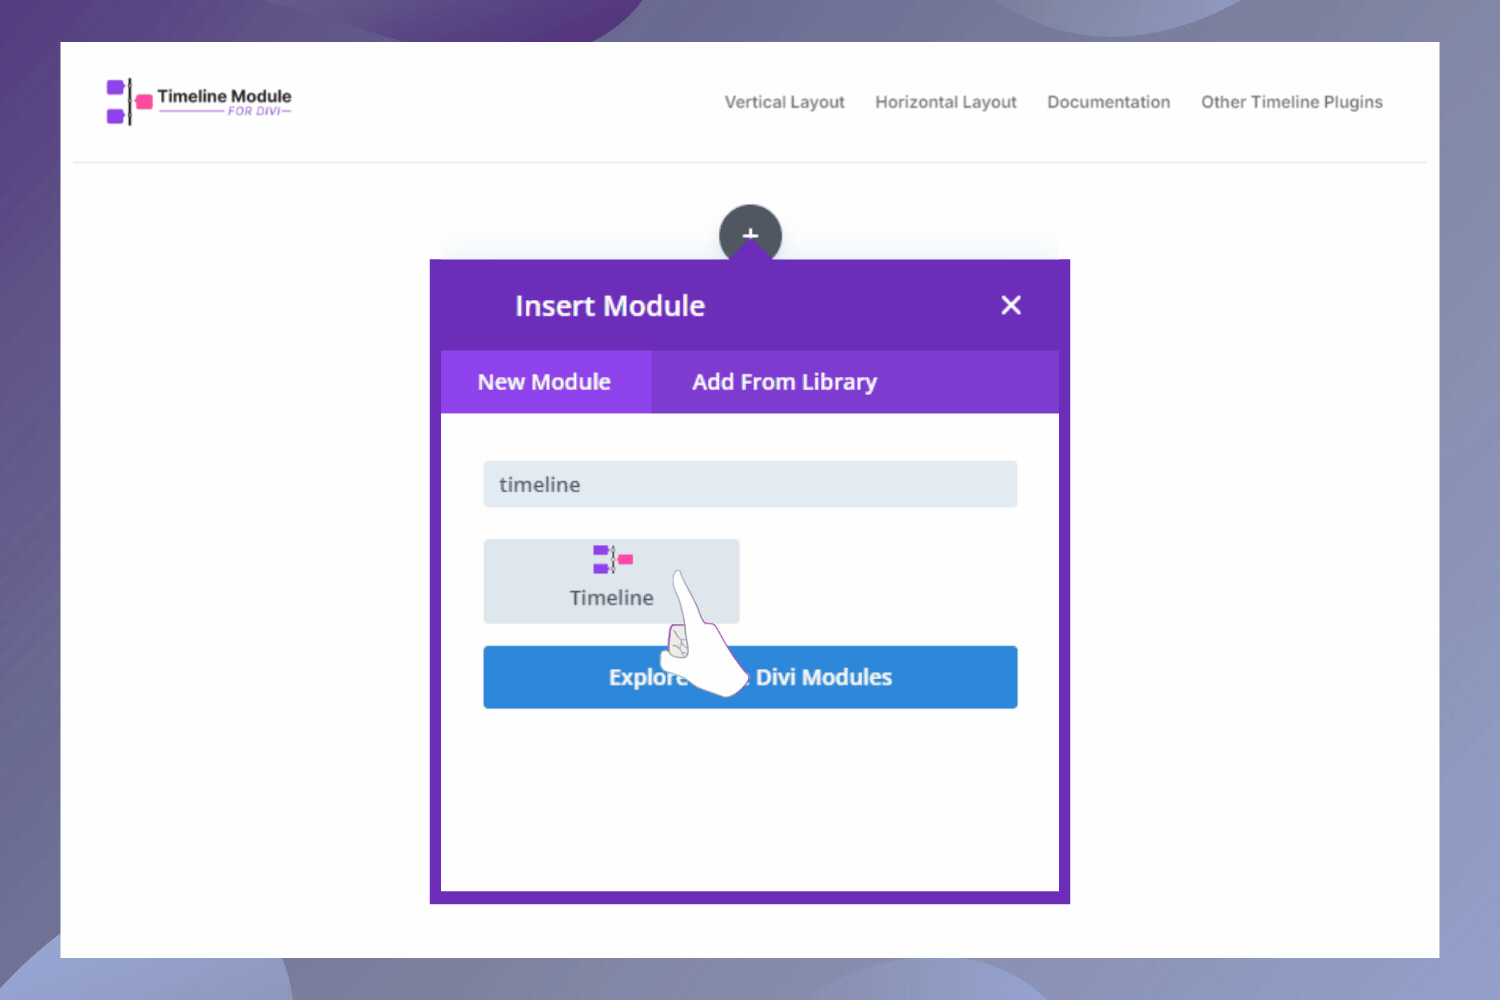 Timeline Module
FOR DIVI
Vertical Layout Horizontal Layout Documentation Other Timeline Plugins
+
Insert Module ×
New Module Add From Library
timeline
Timeline
Explore Divi Modules